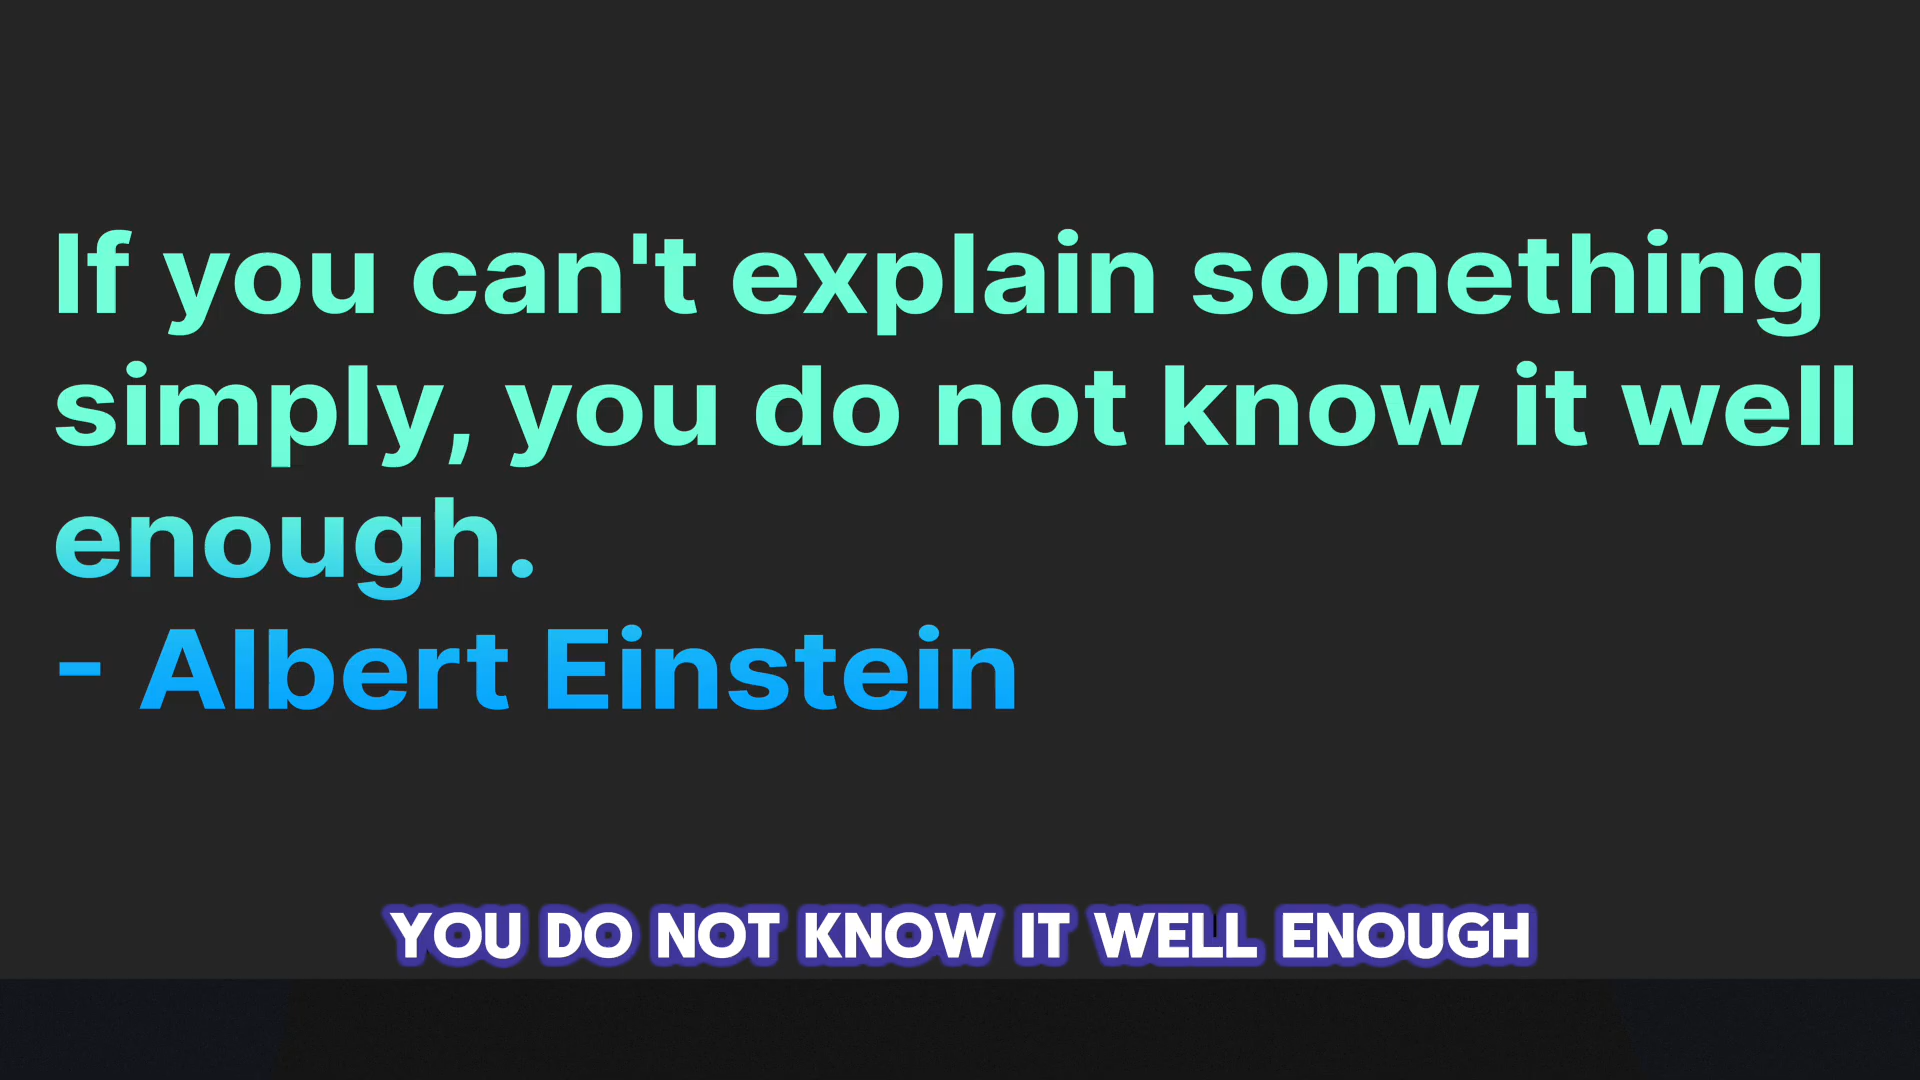 If you can't explain something
simply, you do not know it well
enough.
- Albert Einstein
YOU DO NOT KNOW IT WELL ENOUGH